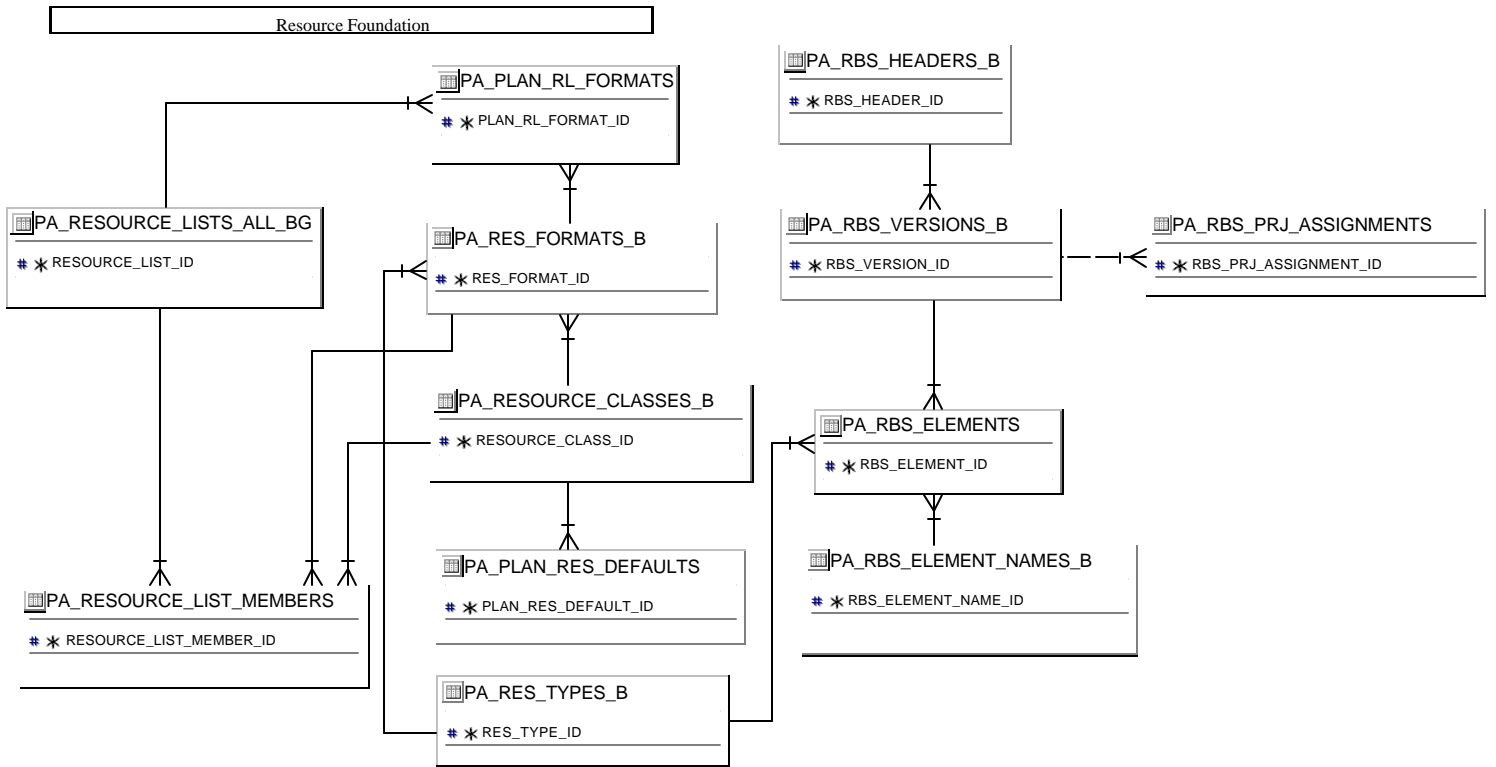 Resource Foundation
PA_PLAN_RL_FORMATS
# * PLAN_RL_FORMAT_ID
PA_RBS_HEADERS_B
# * RBS_HEADER_ID
PA_RESOURCE_LISTS_ALL_BG
# * RESOURCE_LIST_ID
PA_RES_FORMATS_B
# * RES_FORMAT_ID
PA_RBS_VERSIONS_B
# * RBS_VERSION_ID
PA_RBS_PRJ_ASSIGNMENTS
# * RBS_PRJ_ASSIGNMENT_ID
PA_RESOURCE_CLASSES_B
# * RESOURCE_CLASS_ID
PA_RBS_ELEMENTS
# * RBS_ELEMENT_ID
PA_RESOURCE_LIST_MEMBERS
# * RESOURCE_LIST_MEMBER_ID
PA_PLAN_RES_DEFAULTS
# * PLAN_RES_DEFAULT_ID
PA_RBS_ELEMENT_NAMES_B
# * RBS_ELEMENT_NAME_ID
PA_RES_TYPES_B
# * RES_TYPE_ID